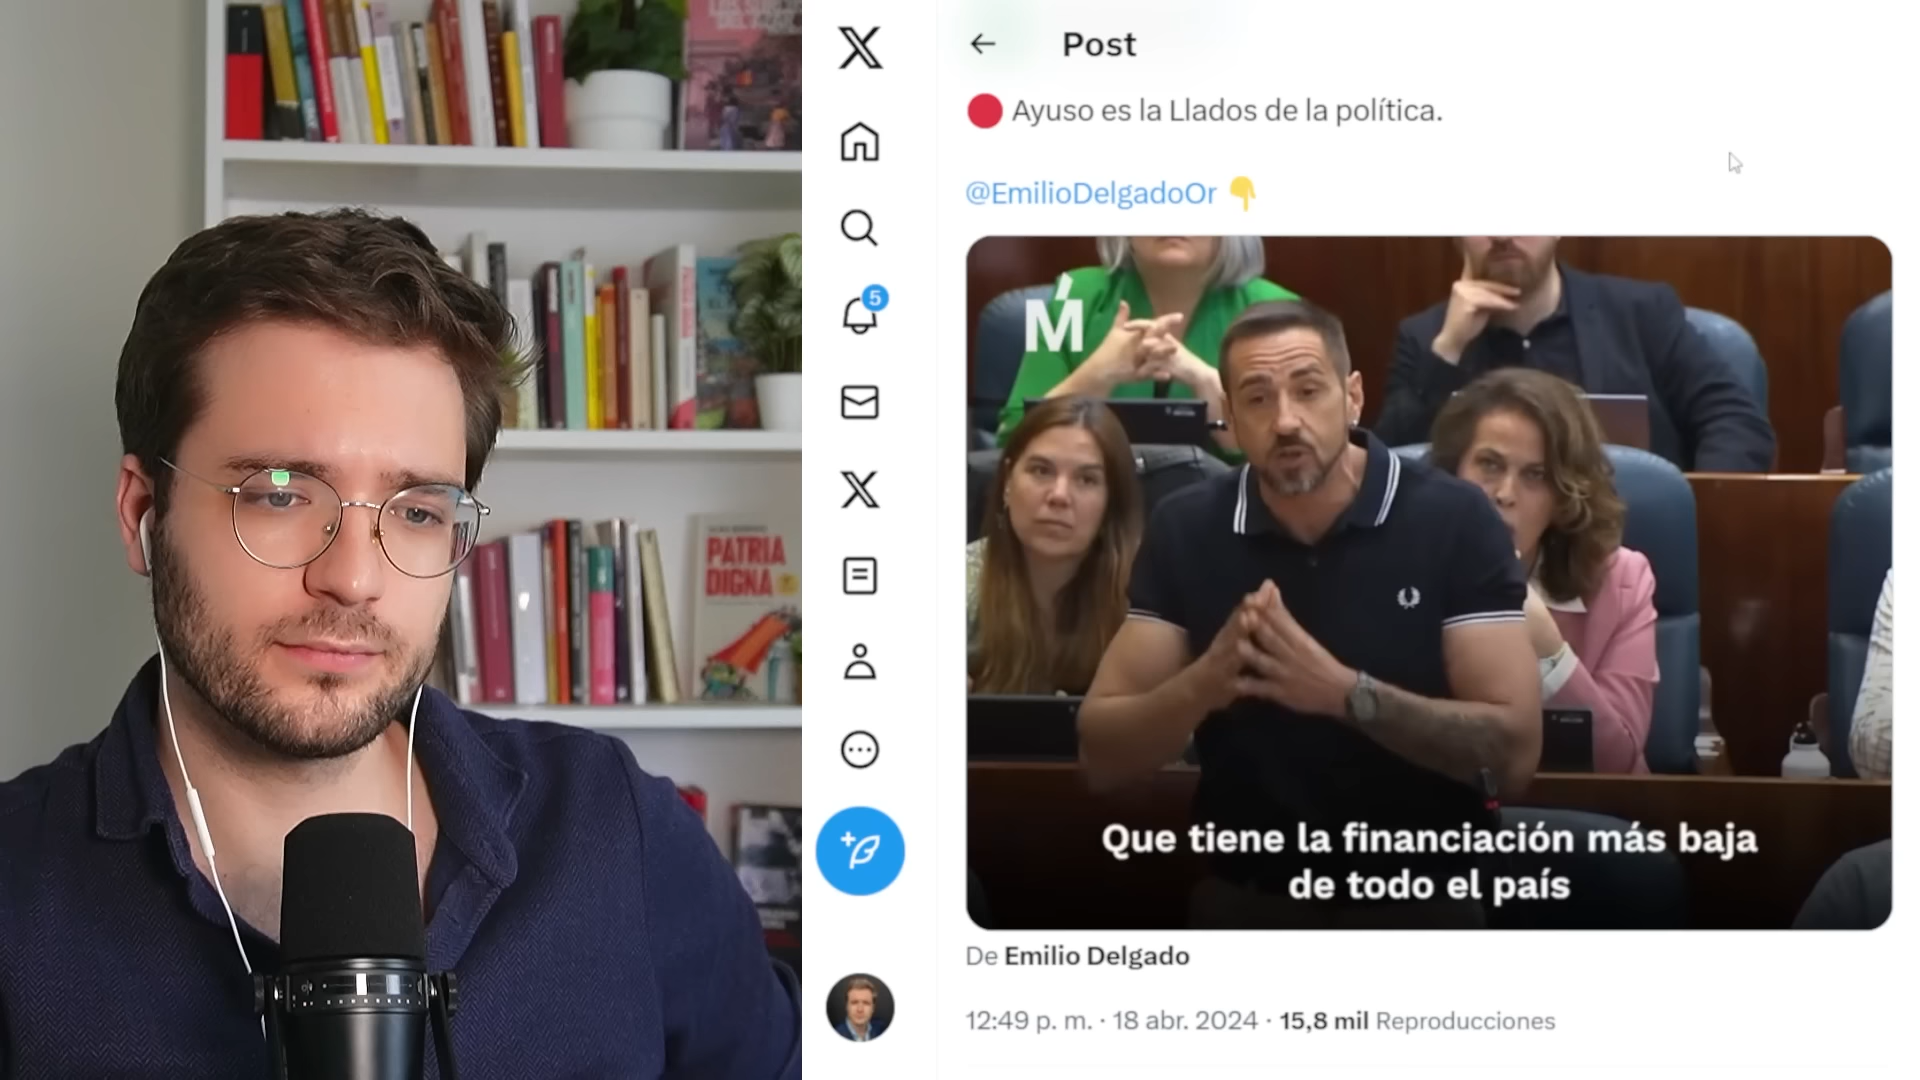 Post
🔴 Ayuso es la Llados de la política.
@EmilioDelgadoOr 👇
5
Ḿ
Que tiene la financiación más baja
de todo el país
De Emilio Delgado
12:49 p. m. · 18 abr. 2024 · 15,8 mil Reproducciones
PATRIA
DIGNA